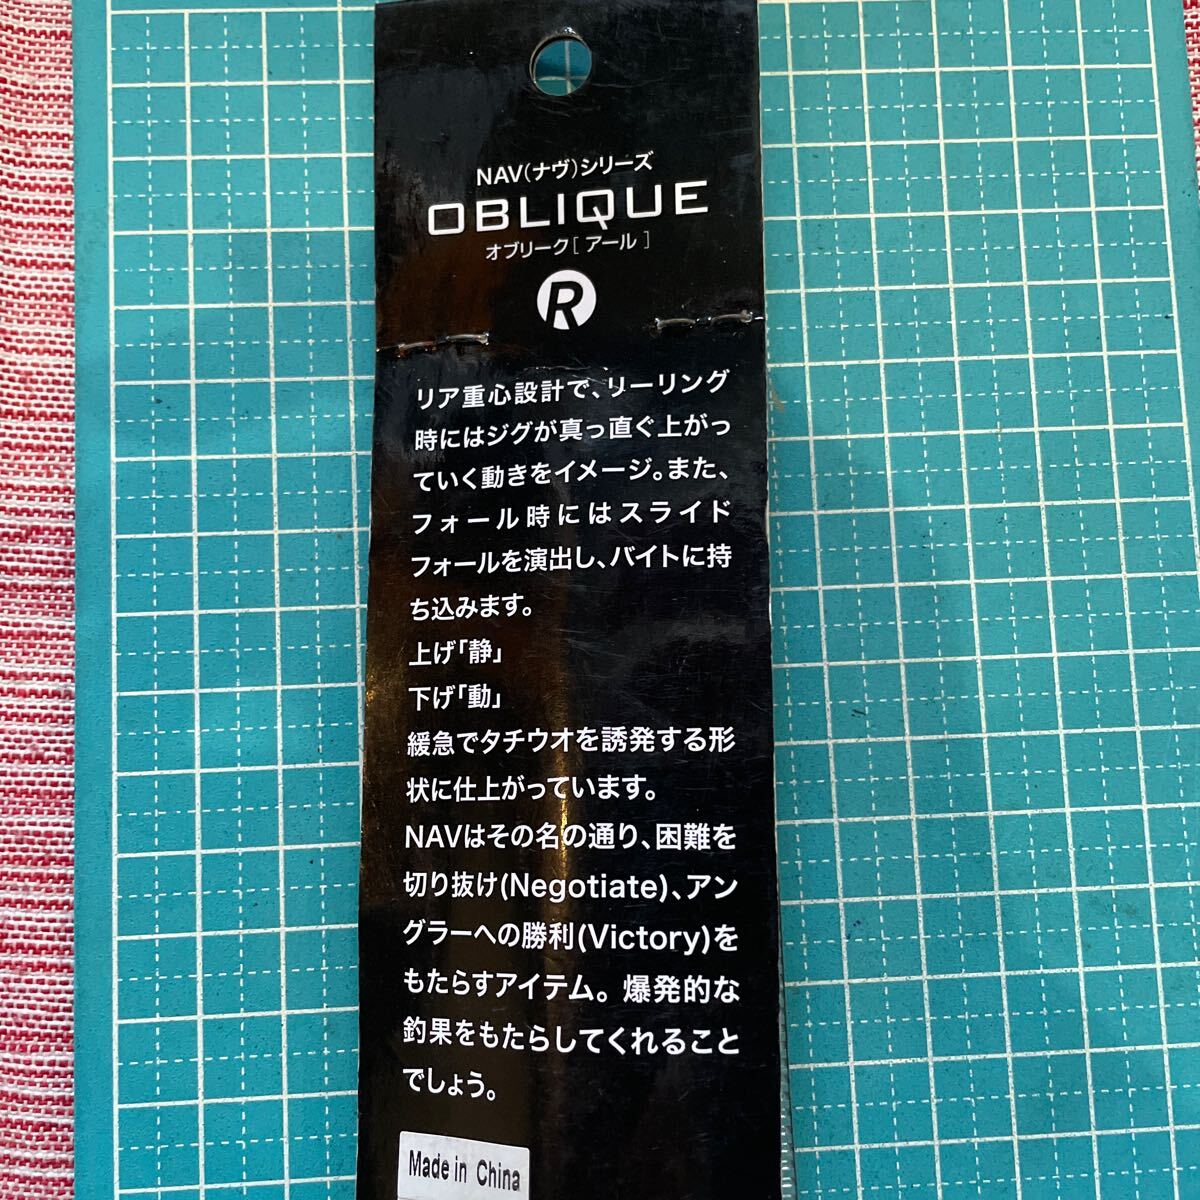 NAV(ナヴ)シリーズ
OBLIQUE
オブリーク[アール]
R
リア重心設計で、リーリング
時にはジグが真っ直ぐ上がっ
ていく動きをイメージ。また、
フォール時にはスライド
フォールを演出し、バイトに持
ち込みます。
上げ「静」
下げ「動」
緩急でタチウオを誘発する形
状に仕上がっています。
NAVはその名の通り、困難を
切り抜け(Negotiate)、アン
グラーへの勝利(Victory)を
もたらすアイテム。爆発的な
釣果をもたらしてくれること
でしょう。
Made in China